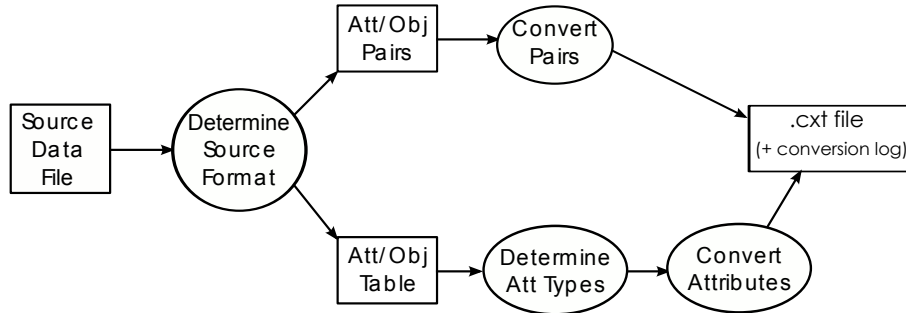 Source
Data
File
Determine
Source
Format
Att/Obj
Pairs
Convert
Pairs
Att/Obj
Table
Determine
Att Types
Convert
Attributes
.cxt file
(+ conversion log)